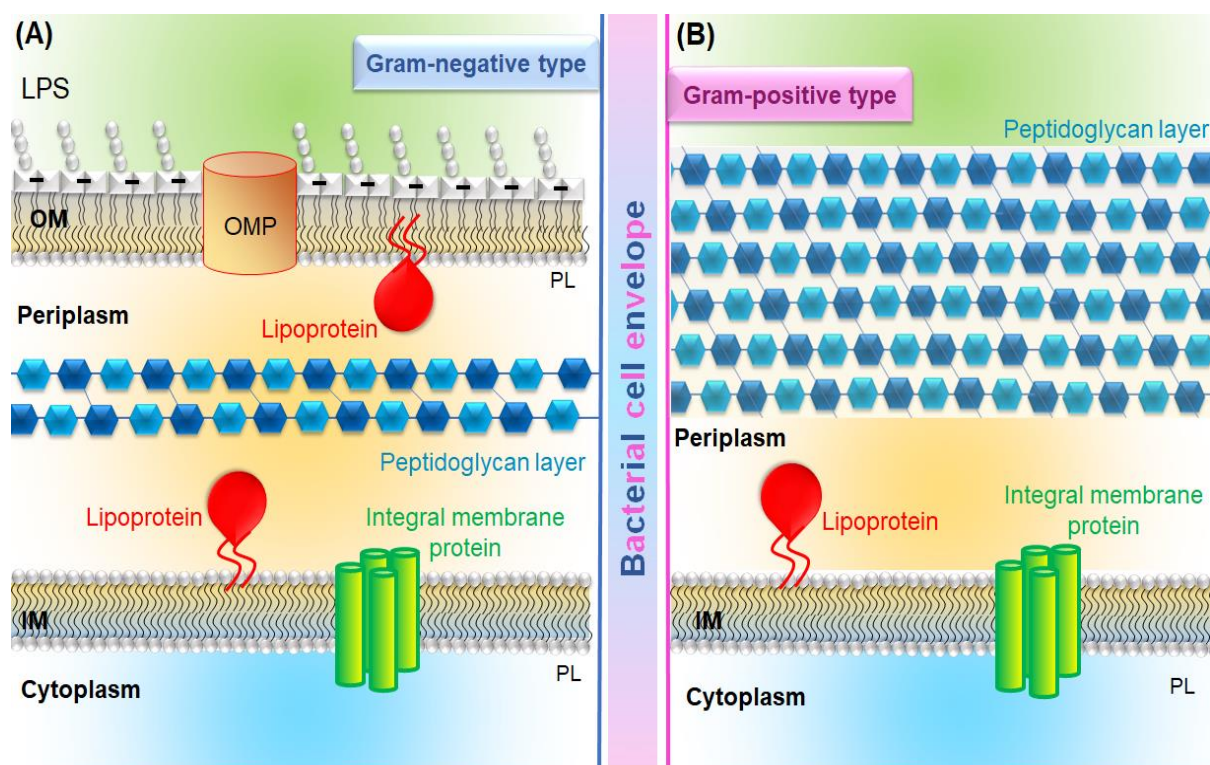 (A)
Gram-negative type
LPS
OM
OMP
PL
Periplasm
Lipoprotein
Peptidoglycan layer
Lipoprotein
Integral membrane
protein
IM
PL
Cytoplasm
Bacterial cell envelope
(B)
Gram-positive type
Peptidoglycan layer
Periplasm
Integral membrane
protein
Lipoprotein
IM
PL
Cytoplasm